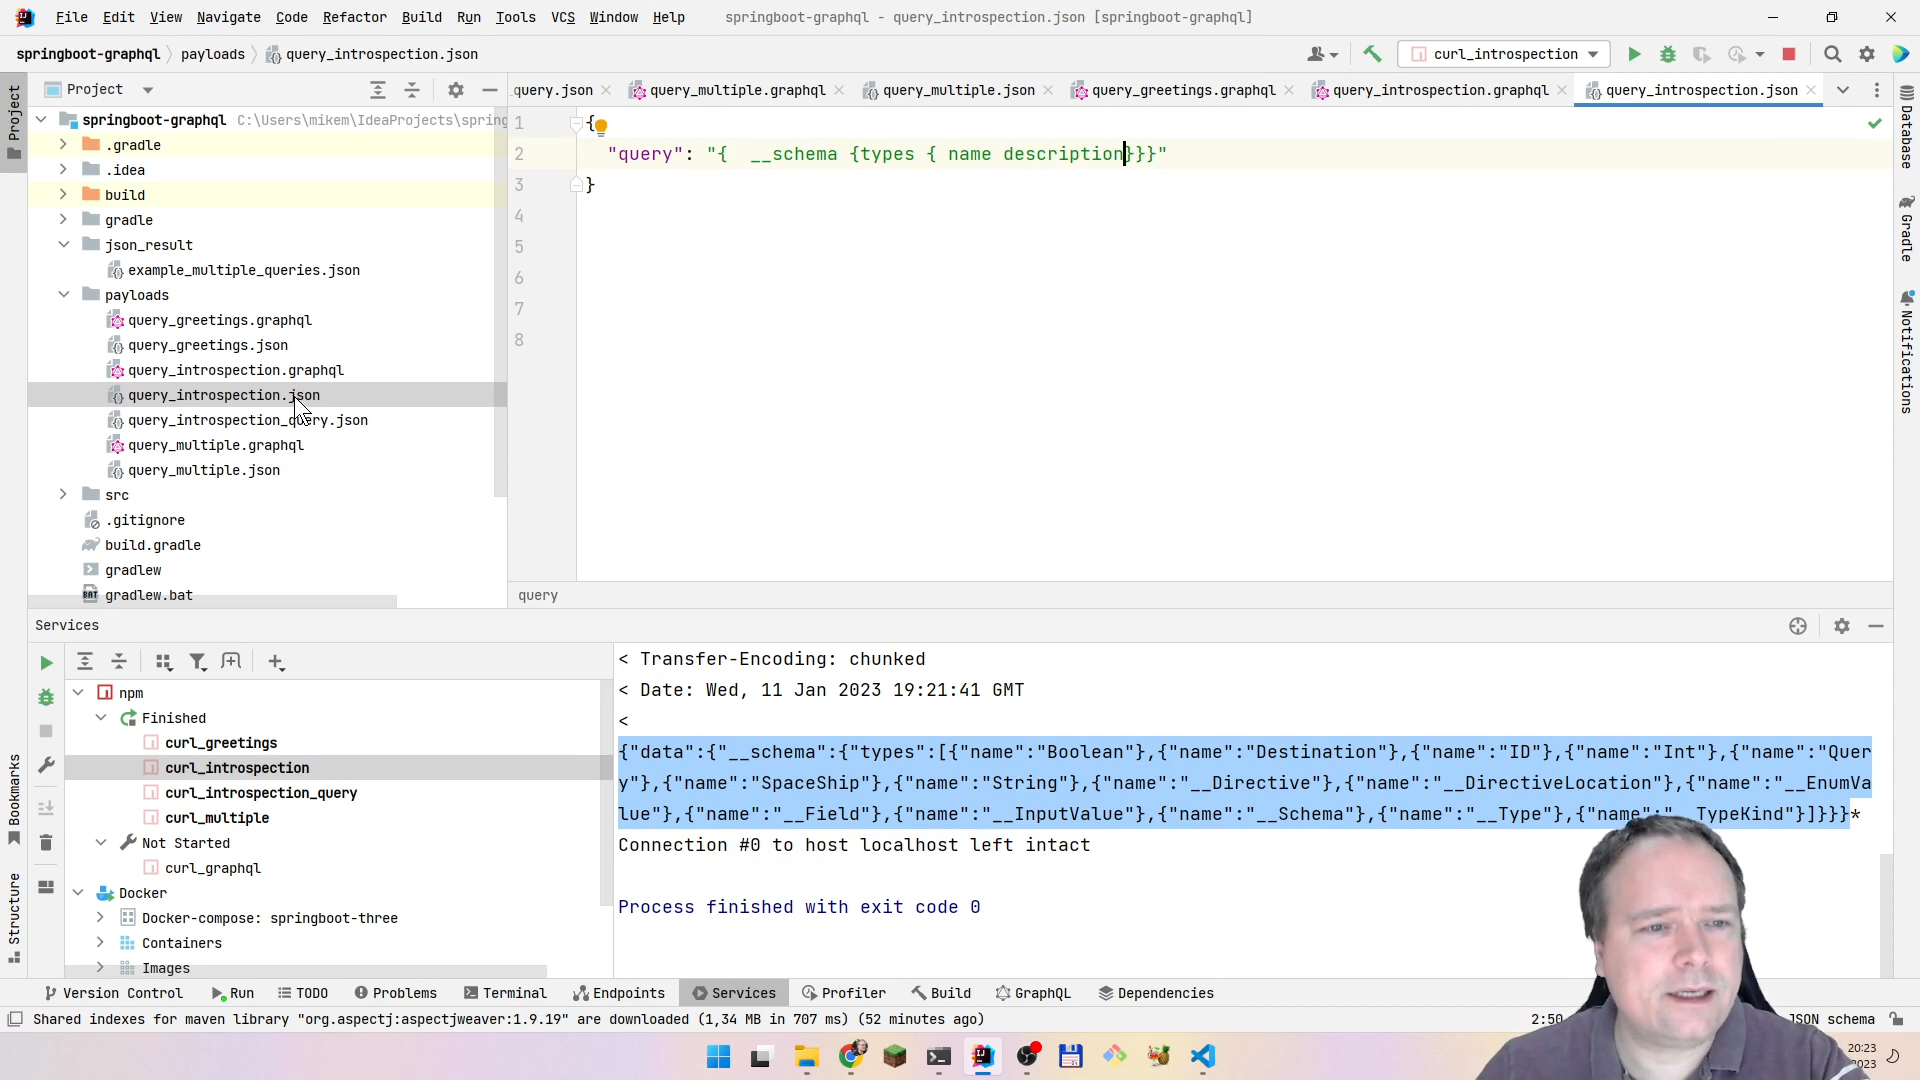 File Edit View Navigate Code Refactor Build Run Tools VCS Window Help springboot-graphql - query_introspection.json [springboot-graphql]
springboot-graphql payloads query_introspection.json curl_introspection
Project
.query.json query_multiple.graphql query_multiple.json query_greetings.graphql query_introspection.graphql query_introspection.json
springboot-graphql C:\Users\mikem\IdeaProjects\spring
.gradle
.idea
build
gradle
json_result
example_multiple_queries.json
payloads
query_greetings.graphql
query_greetings.json
query_introspection.graphql
query_introspection.json
query_introspection_query.json
query_multiple.graphql
query_multiple.json
src
.gitignore
build.gradle
gradlew
gradlew.bat
1 {
2 "query": "{  __schema {types { name description}}}"
3 }
4
5
6
7
8
query
Project
Bookmarks
Structure
Database
Gradle
Notifications
Services
npm
Finished
curl_greetings
curl_introspection
curl_introspection_query
curl_multiple
Not Started
curl_graphql
Docker
Docker-compose: springboot-three
Containers
Images
< Transfer-Encoding: chunked
< Date: Wed, 11 Jan 2023 19:21:41 GMT
<
{"data":{"__schema":{"types":[{"name":"Boolean"},{"name":"Destination"},{"name":"ID"},{"name":"Int"},{"name":"Quer
y"},{"name":"SpaceShip"},{"name":"String"},{"name":"__Directive"},{"name":"__DirectiveLocation"},{"name":"__EnumVa
lue"},{"name":"__Field"},{"name":"__InputValue"},{"name":"__Schema"},{"name":"__Type"},{"name":"__TypeKind"}]}}}*
Connection #0 to host localhost left intact
Process finished with exit code 0
Version Control Run TODO Problems Terminal Endpoints Services Profiler Build GraphQL Dependencies
Shared indexes for maven library "org.aspectj:aspectjweaver:1.9.19" are downloaded (1,34 MB in 707 ms) (52 minutes ago) 2:50 JSON schema
20:23
2023